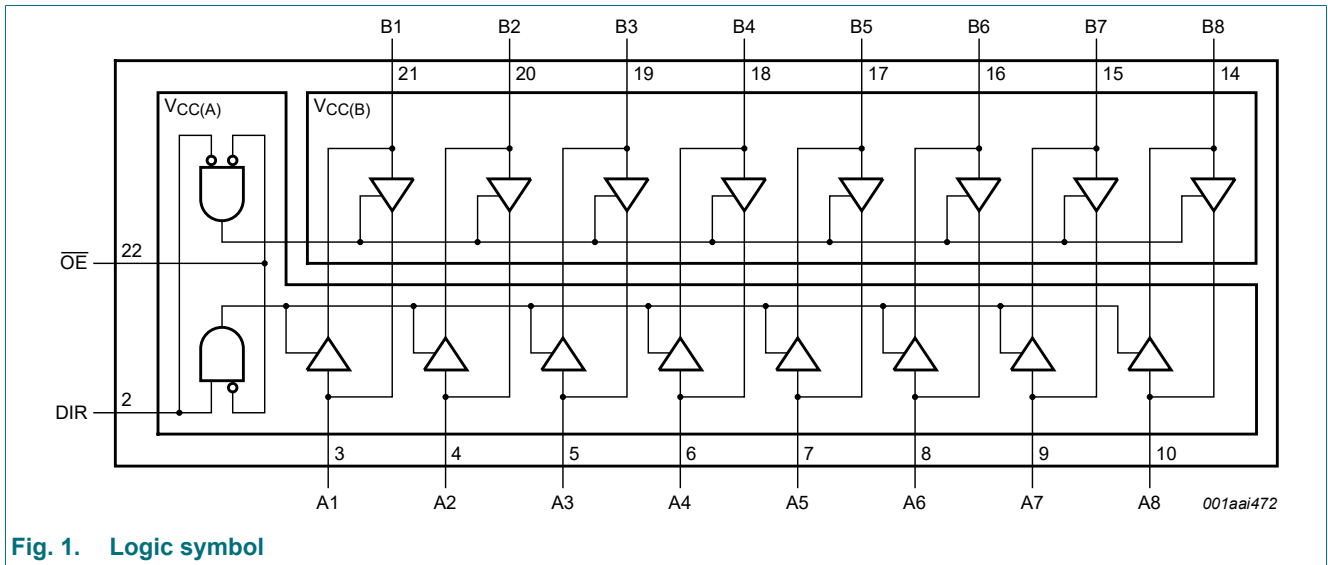 B1 B2 B3 B4 B5 B6 B7 B8
21 20 19 18 17 16 15 14
VCC(A) VCC(B)
O̅E̅ 22
DIR 2
3 4 5 6 7 8 9 10
A1 A2 A3 A4 A5 A6 A7 A8 001aai472
Fig. 1. Logic symbol